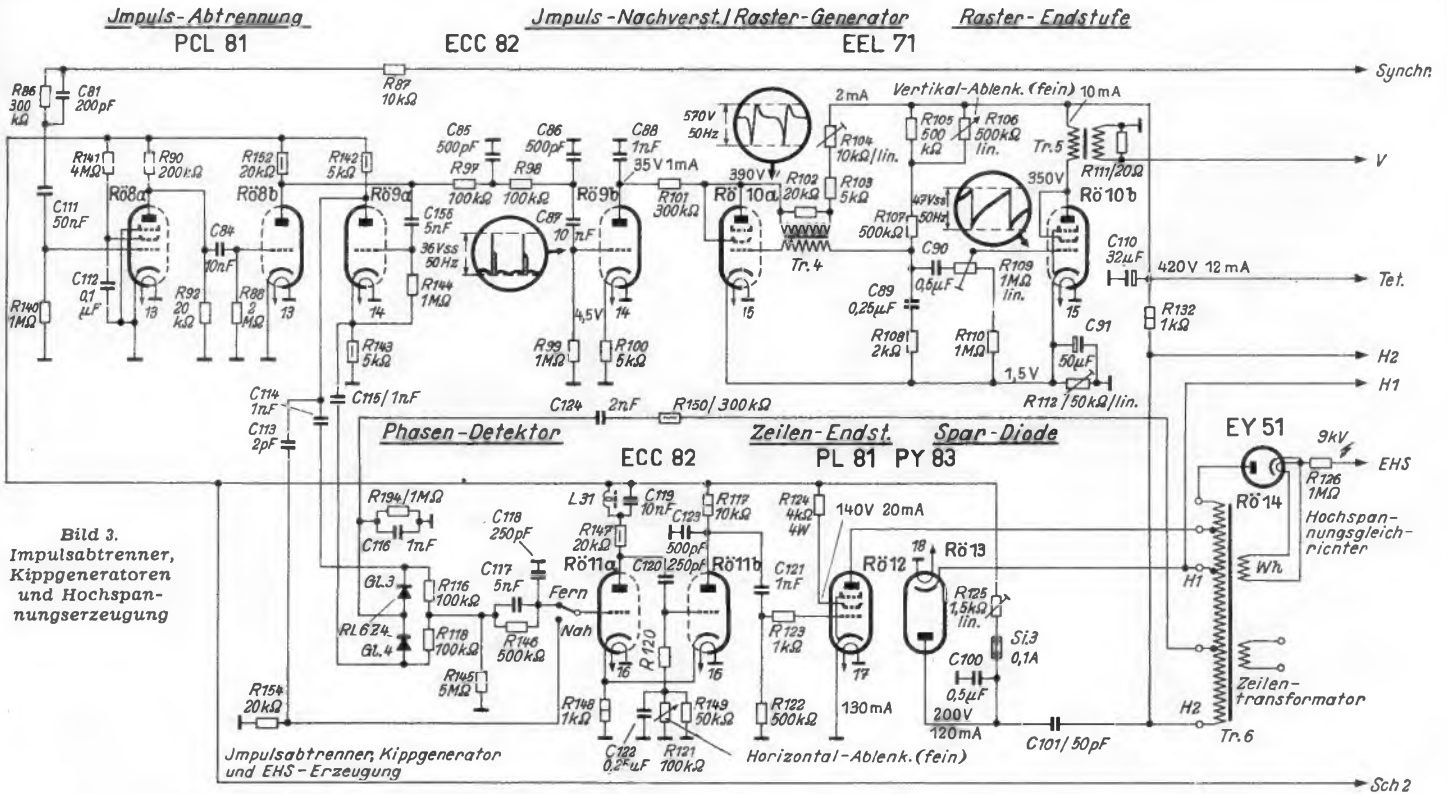 Jmpuls-Abtrennung
Jmpuls-Nachverst./Raster-Generator
Raster-Endstufe
PCL 81
ECC 82
EEL 71
R86
300
kΩ
C81
200pF
R87
10kΩ
Synchr.
R141
4MΩ
R90
200kΩ
R152
20kΩ
R142
5kΩ
C85
500pF
C86
500pF
C88
1nF
570V
50Hz
2mA
Vertikal-Ablenk. (fein)
10mA
R104
10kΩ/lin.
R105
500
kΩ
R106
500kΩ
lin.
Tr.5
R111/20Ω
V
Rö8a
Rö8b
Rö9a
R97
100kΩ
R98
100kΩ
Rö9b
35V 1mA
R101
300kΩ
390V
R102
20kΩ
R103
5kΩ
Rö10a
350V
Rö10b
C111
50nF
C84
10nF
C155
5nF
C87
10nF
36Vss
50Hz
47Vss
50Hz
R107
500kΩ
Tr.4
C90
0,5µF
R109
1MΩ
lin.
C110
32µF
420V 12mA
Tet.
R140
1MΩ
C112
0,1
µF
13
R92
20
kΩ
R88
2
MΩ
13
14
R144
1MΩ
4,5V
14
15
C89
0,25µF
15
R132
1kΩ
R143
5kΩ
R99
1MΩ
R100
5kΩ
R108
2kΩ
R110
1MΩ
C91
50µF
1,5V
R112/50kΩ/lin.
H2
H1
C114
1nF
C113
2pF
C115/1nF
C124
2nF
R150/300kΩ
Phasen-Detektor
Zeilen-Endst.
Spar-Diode
ECC 82
PL 81
PY 83
EY 51
9kV
EHS
R126
1MΩ
Rö14
Hochspan-
nungsgleich-
richter
R194/1MΩ
C116
1nF
L31
C119
10nF
R117
10kΩ
R124
4kΩ
4W
140V 20mA
C118
250pF
R147
20kΩ
C123
500pF
250pF
C120
Rö11a
Rö11b
C121
1nF
Rö12
18
Rö13
H1
Wh
Bild 3.
Impulsabtrenner,
Kippgeneratoren
und Hochspan-
nungserzeugung
Gl.3
RL6Z4
Gl.4
R116
100kΩ
R118
100kΩ
C117
5nF
R146
500kΩ
Fern
Nah
R123
1kΩ
R125
1,5kΩ
lin.
Si.3
0,1A
R145
5MΩ
16
R120
16
17
C100
0,5µF
Zeilen-
transformator
R154
20kΩ
R148
1kΩ
R149
50kΩ
R122
500kΩ
130mA
200V
120mA
C101/50pF
H2
Tr.6
C122
0,25µF
R121
100kΩ
Horizontal-Ablenk.(fein)
Jmpulsabtrenner, Kippgenerator
und EHS-Erzeugung
Sch2